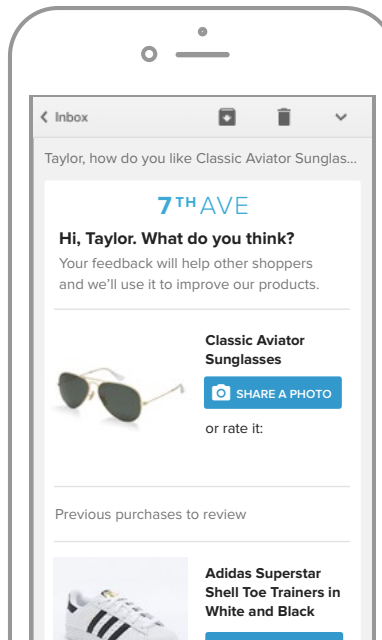 Inbox
Taylor, how do you like Classic Aviator Sunglas...
7TH AVE
Hi, Taylor. What do you think?
Your feedback will help other shoppers
and we'll use it to improve our products.
Classic Aviator
Sunglasses
SHARE A PHOTO
or rate it:
Previous purchases to review
Adidas Superstar
Shell Toe Trainers in
White and Black